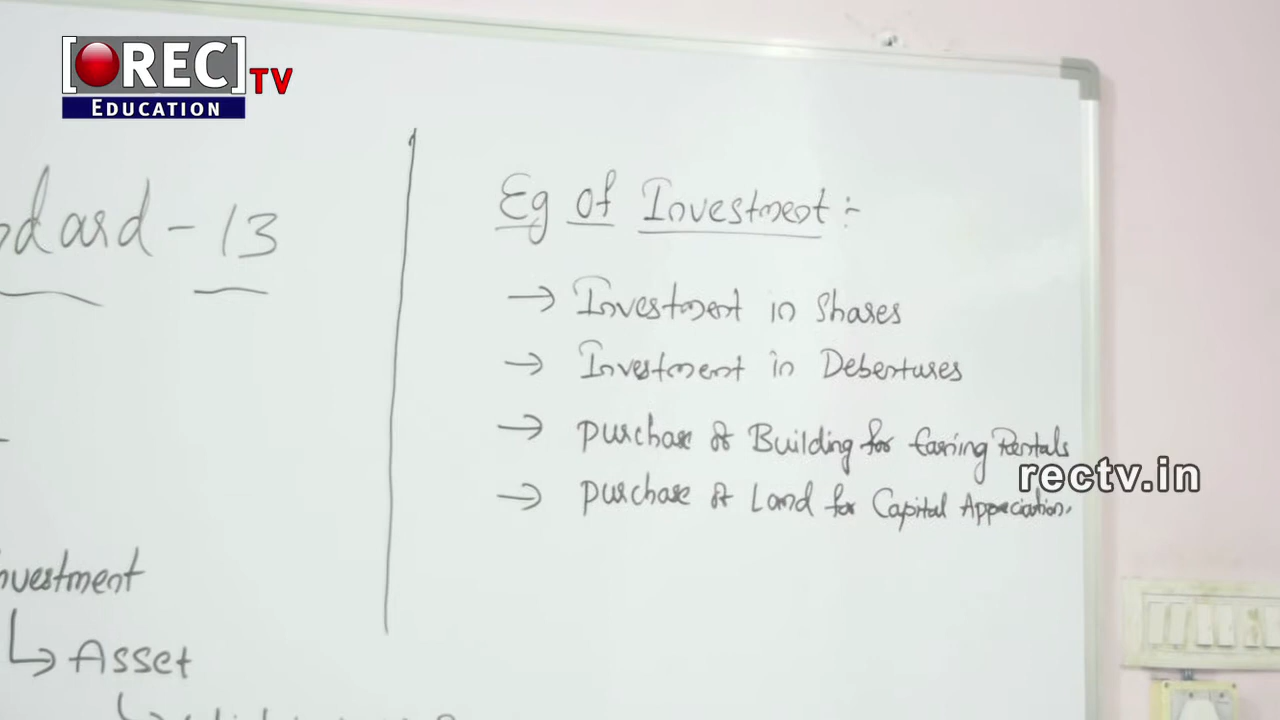 [REC] TV
EDUCATION
dard - 13
Eg of Investment :-
→ Investment in Shares
→ Investment in Debentures
→ Purchase of Building for Earning Rentals
→ Purchase of Land for Capital Appreciation.
rectv.in
nvestment
↳ Asset